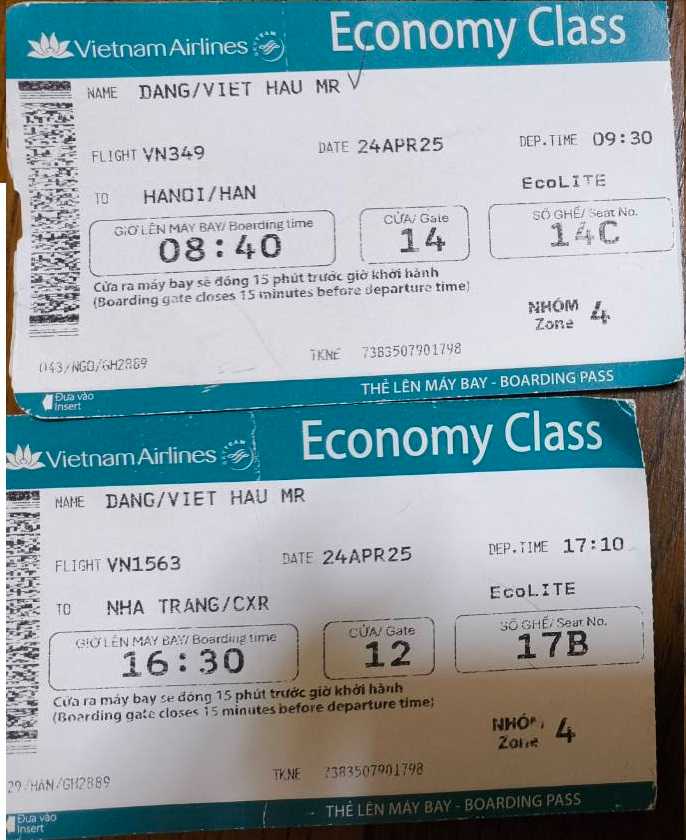 Vietnam Airlines SKYTEAM Economy Class
NAME DANG/VIET HAU MR
FLIGHT VN349 DATE 24APR25 DEP.TIME 09:30
TO HANOI/HAN EcoLITE
GIỜ LÊN MÁY BAY/ Boarding time CỬA/ Gate SỐ GHẾ/ Seat No.
08:40 14 14C
Cửa ra máy bay sẽ đóng 15 phút trước giờ khởi hành
(Boarding gate closes 15 minutes before departure time)
NHÓM
Zone 4
043/NGO/GH2889 TKNE 7383507901798
Đưa vào
Insert
THẺ LÊN MÁY BAY - BOARDING PASS
Vietnam Airlines SKYTEAM Economy Class
NAME DANG/VIET HAU MR
FLIGHT VN1563 DATE 24APR25 DEP.TIME 17:10
TO NHA TRANG/CXR EcoLITE
GIỜ LÊN MÁY BAY/ Boarding time CỬA/ Gate SỐ GHẾ/ Seat No.
16:30 12 17B
Cửa ra máy bay sẽ đóng 15 phút trước giờ khởi hành
(Boarding gate closes 15 minutes before departure time)
NHÓM
Zone 4
29/HAN/GH2889 TKNE 7383507901798
Đưa vào
Insert
THẺ LÊN MÁY BAY - BOARDING PASS